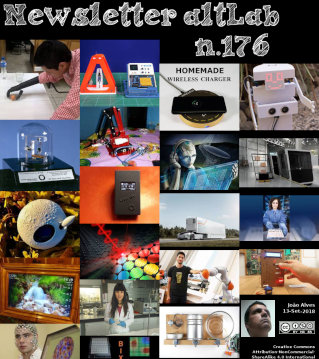 Newsletter altLab
n.176
HOMEMADE
WIRELESS CHARGER
João Alves
13-Set-2018
Creative Commons
Attribution-NonCommercial-
ShareAlike 4.0 International